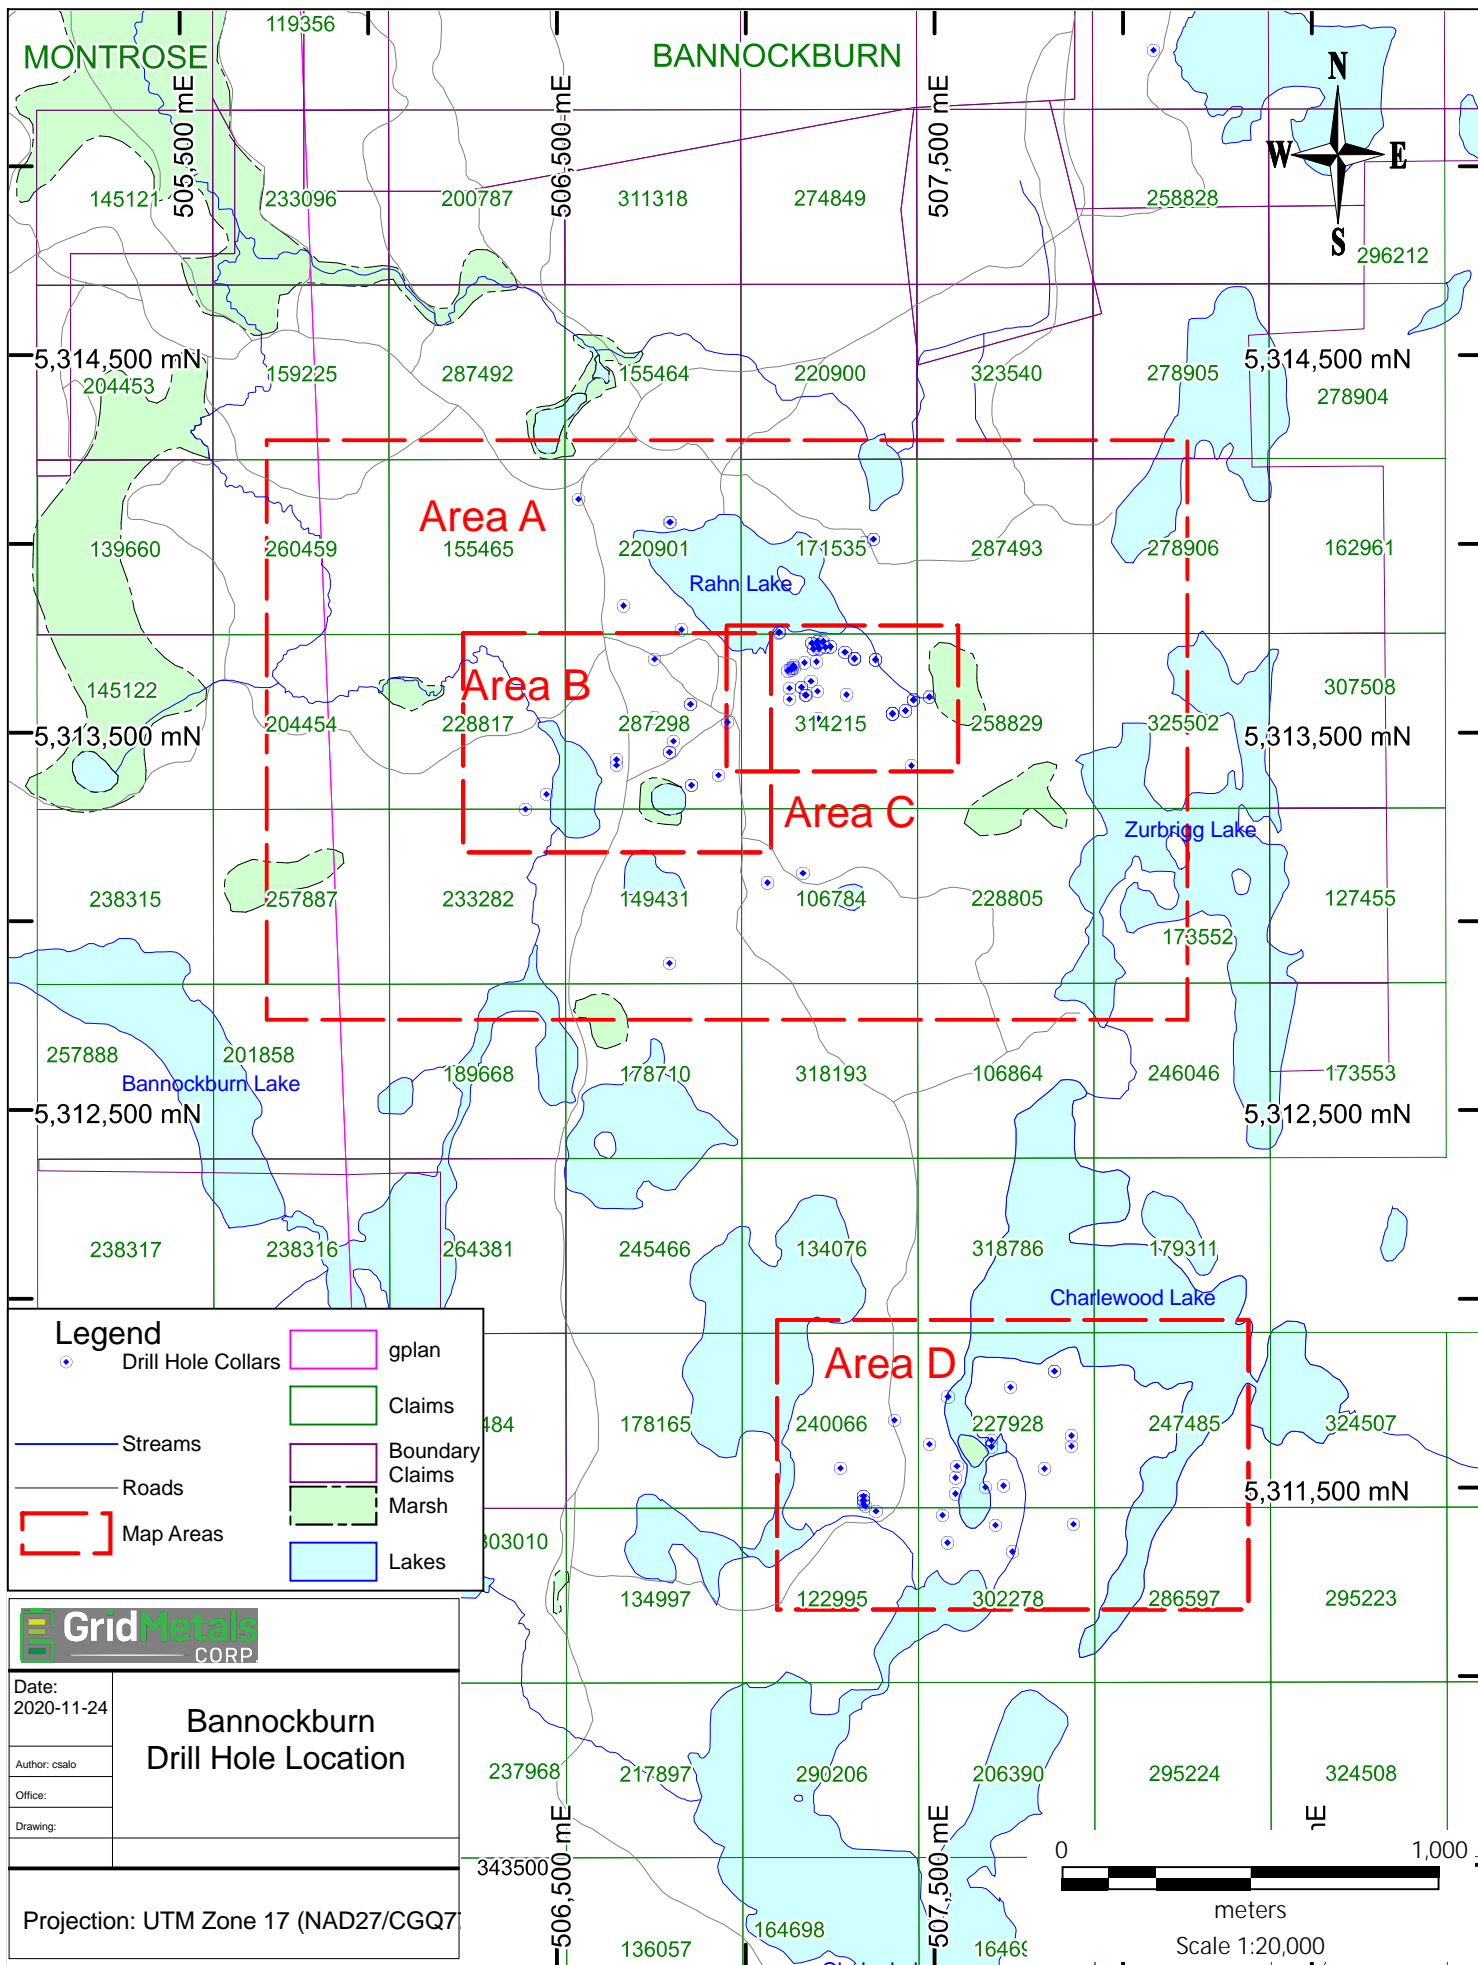 119356
MONTROSE
BANNOCKBURN
505,500 mE
506,500 mE
507,500 mE
N
W
E
S
145121
233096
200787
311318
274849
258828
296212
5,314,500 mN
5,314,500 mN
204453
159225
287492
155464
220900
323540
278905
278904
Area A
139660
260459
155465
220901
171535
287493
278906
162961
Rahn Lake
Area B
145122
307508
204454
228817
287298
314215
258829
325502
5,313,500 mN
5,313,500 mN
Area C
Zurbrigg Lake
238315
257887
233282
149431
106784
228805
127455
173552
257888
201858
189668
178710
318193
106864
246046
173553
Bannockburn Lake
5,312,500 mN
5,312,500 mN
238317
238316
264381
245466
134076
318786
179311
Charlewood Lake
Legend
Drill Hole Collars
gplan
Claims
Streams
Boundary
Claims
Roads
Marsh
Map Areas
Lakes
Area D
484
178165
240066
227928
247485
324507
5,311,500 mN
303010
134997
122995
302278
286597
295223
GridMetals
CORP.
Date:
2020-11-24
Bannockburn
Drill Hole Location
Author: csalo
Office:
Drawing:
Projection: UTM Zone 17 (NAD27/CGQ77
237968
217897
290206
206390
295224
324508
343500
506,500 mE
507,500 mE
mE
136057
164698
1646
0
1,000
meters
Scale 1:20,000